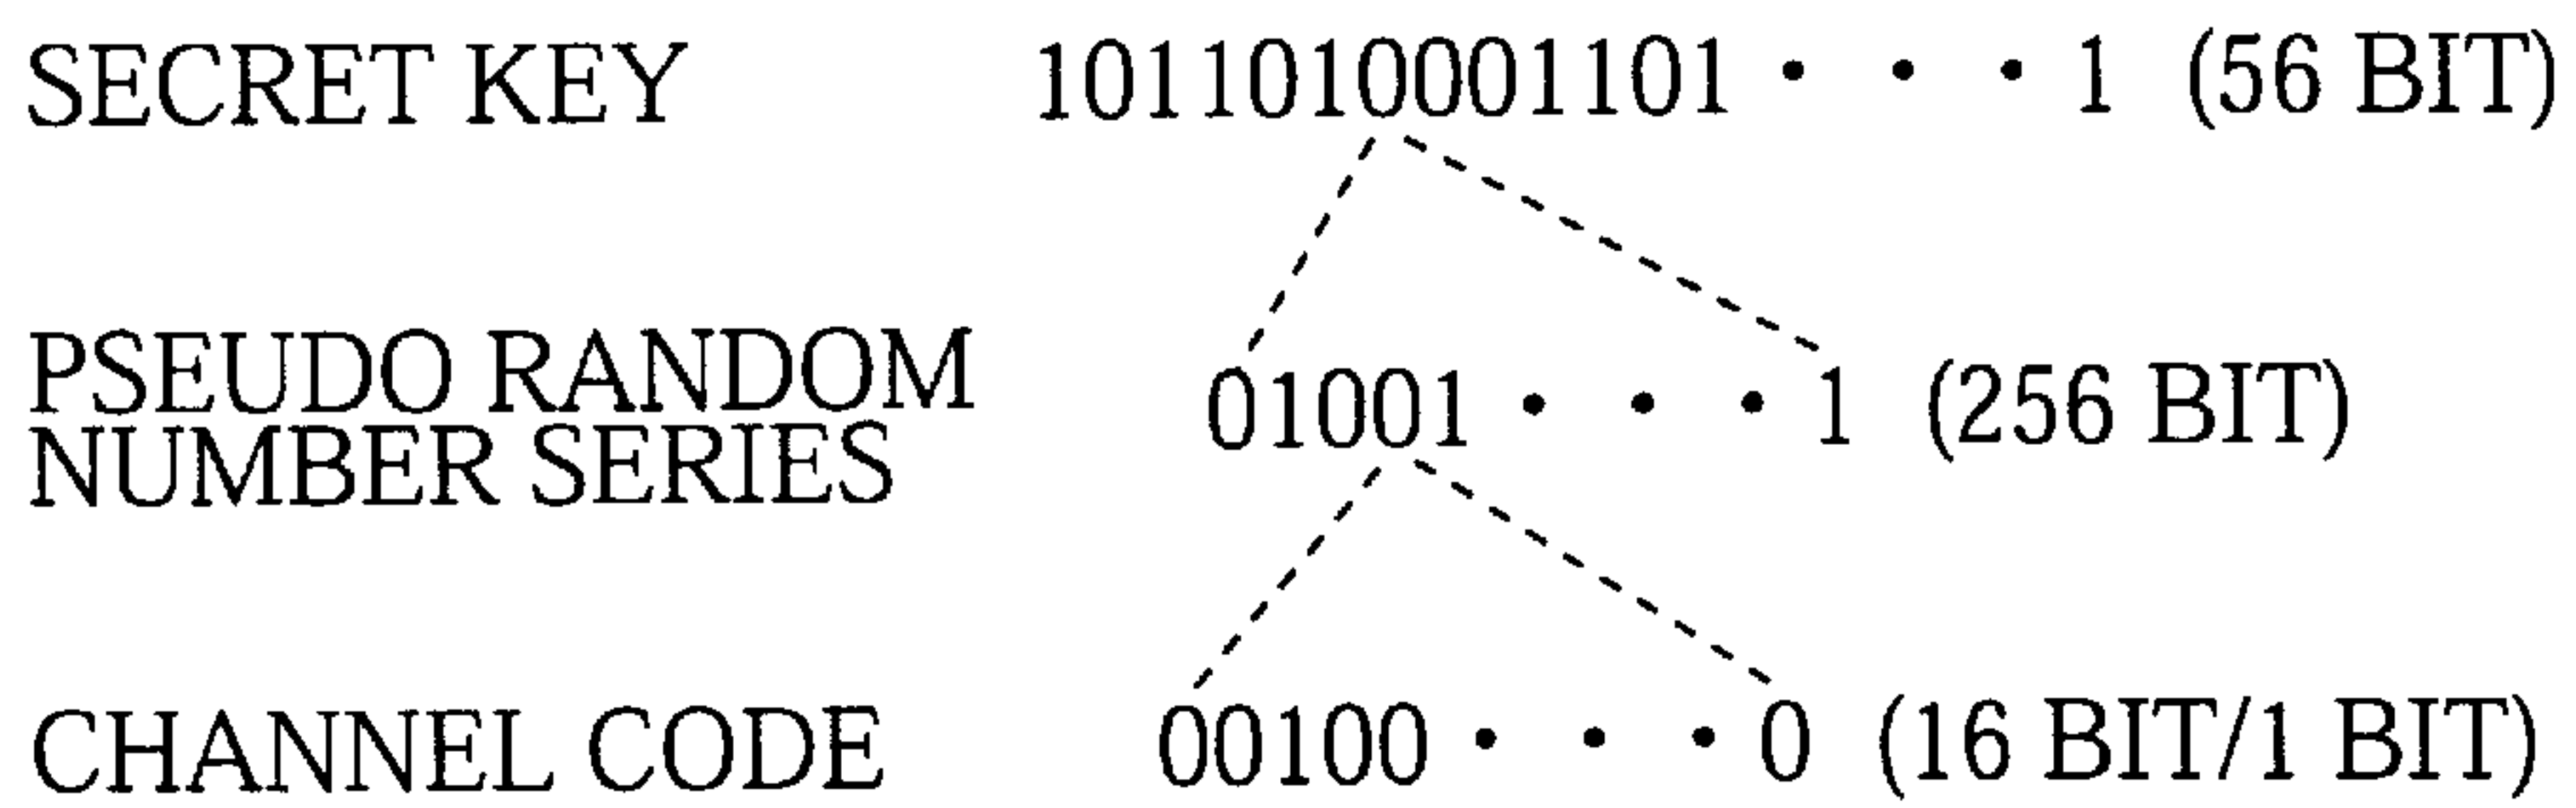 SECRET KEY 1011010001101 • • • 1 (56 BIT)
PSEUDO RANDOM
NUMBER SERIES 01001 • • • 1 (256 BIT)
CHANNEL CODE 00100 • • • 0 (16 BIT/1 BIT)